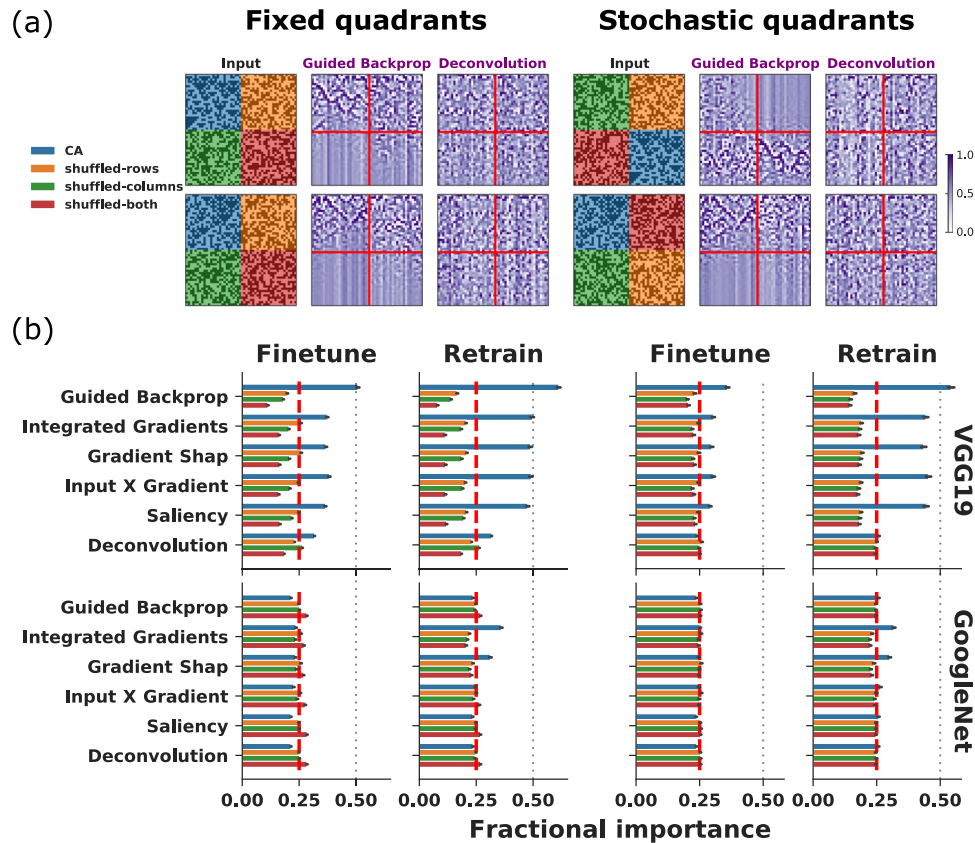 (a)
Fixed quadrants
Stochastic quadrants
Input
Guided Backprop
Deconvolution
Input
Guided Backprop
Deconvolution
CA
shuffled-rows
shuffled-columns
shuffled-both
1.0
0.5
0.0
(b)
Finetune
Retrain
Finetune
Retrain
Guided Backprop
Integrated Gradients
Gradient Shap
Input X Gradient
Saliency
Deconvolution
VGG19
Guided Backprop
Integrated Gradients
Gradient Shap
Input X Gradient
Saliency
Deconvolution
GoogleNet
0.00 0.25 0.50
0.00 0.25 0.50
0.00 0.25 0.50
0.00 0.25 0.50
Fractional importance